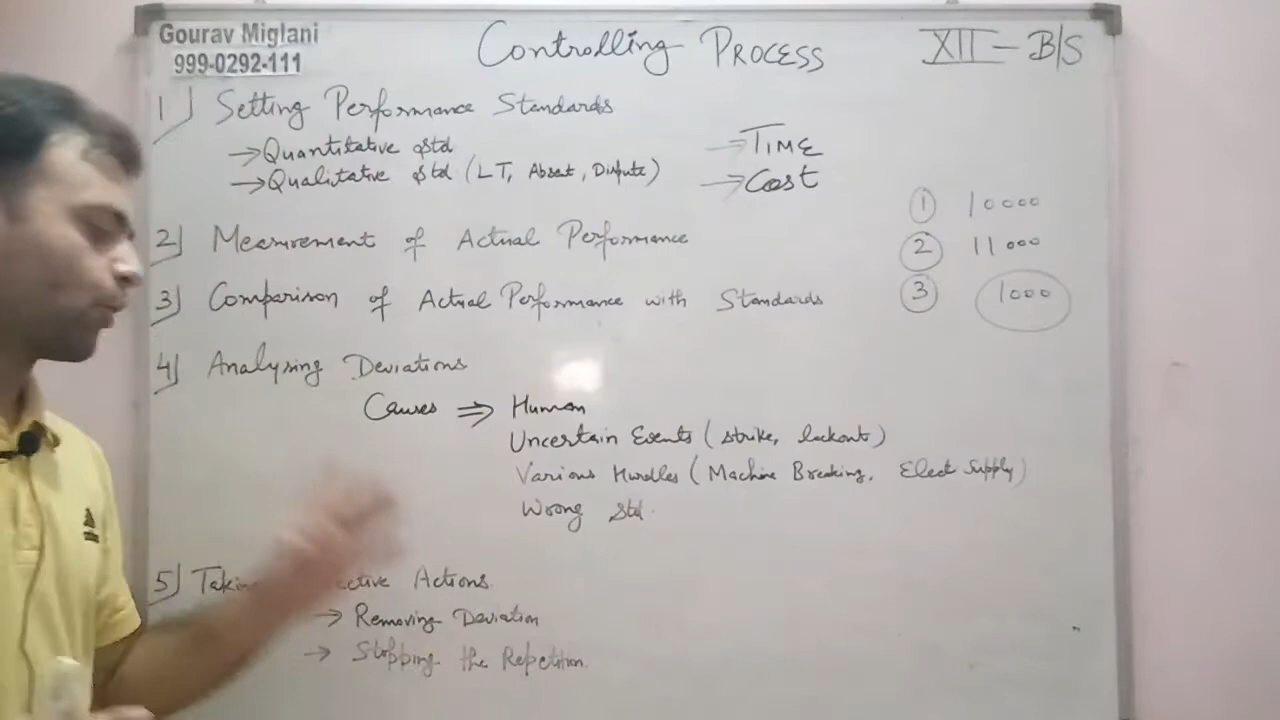 Gourav Miglani
999-0292-111
Controlling PROCESS
XII - B/S
1) Setting Performance Standards
→ Quantitative Std
→ Qualitative Std (LT, Absat, Dispute)
→ TIME
→ Cost
2) Measurement of Actual Performance
3) Comparison of Actual Performance with Standards
1 10000
2 11000
3 1000
4) Analysing Deviations
Causes ⇒ Human
Uncertain Events (strike, lockout)
Various Hurdles (Machine Breaking, Elect Supply)
Wrong Std.
5) Actions.
→ Removing Deviation
→ Stopping the Repetition.